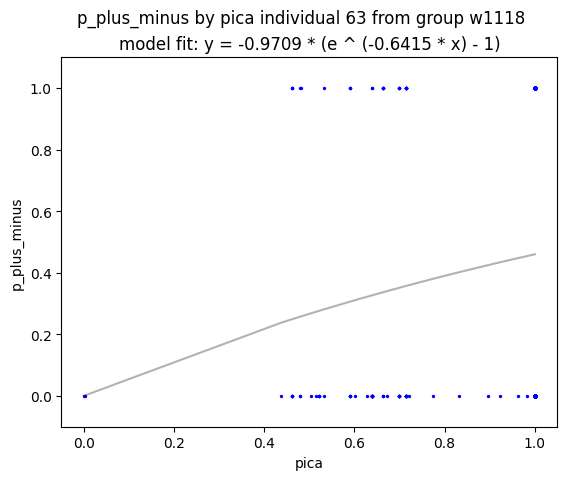 p_plus_minus by pica individual 63 from group w1118
model fit: y = -0.9709 * (e ^ (-0.6415 * x) - 1)
p_plus_minus
1.0
0.8
0.6
0.4
0.2
0.0
0.0 0.2 0.4 0.6 0.8 1.0
pica